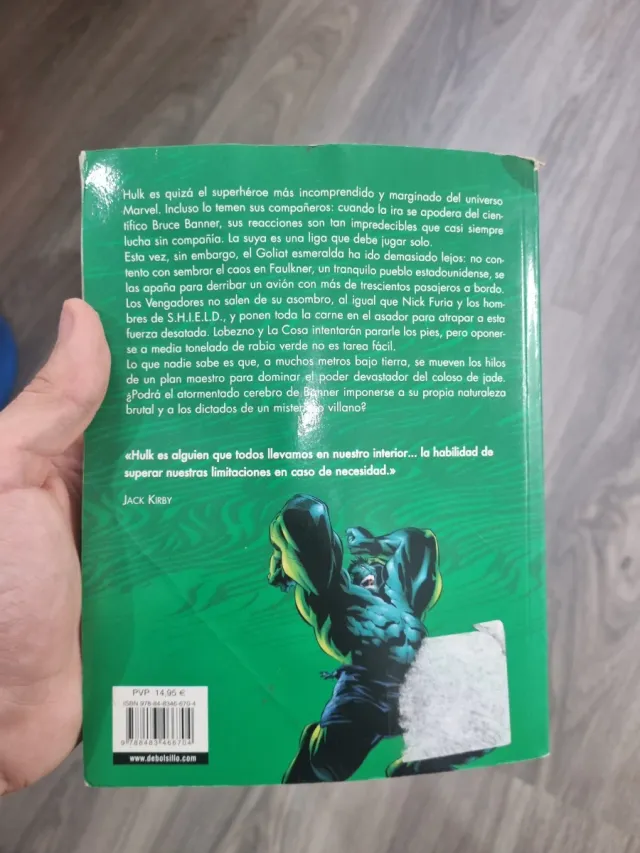 Hulk es quizá el superhéroe más incomprendido y marginado del universo
Marvel. Incluso lo temen sus compañeros: cuando la ira se apodera del cien-
tífico Bruce Banner, sus reacciones son tan impredecibles que casi siempre
lucha sin compañía. La suya es una liga que debe jugar solo.
Esta vez, sin embargo, el Goliat esmeralda ha ido demasiado lejos: no con-
tento con sembrar el caos en Faulkner, un tranquilo pueblo estadounidense, se
las apaña para derribar un avión con más de trescientos pasajeros a bordo.
Los Vengadores no salen de su asombro, al igual que Nick Furia y los hom-
bres de S.H.I.E.L.D., y ponen toda la carne en el asador para atrapar a esta
fuerza desatada. Lobezno y La Cosa intentarán pararle los pies, pero oponer-
se a media tonelada de rabia verde no es tarea fácil.
Lo que nadie sabe es que, a muchos metros bajo tierra, se mueven los hilos
de un plan maestro para dominar el poder devastador del coloso de jade.
¿Podrá el atormentado cerebro de Banner imponerse a su propia naturaleza
brutal y a los dictados de un misterioso villano?
«Hulk es alguien que todos llevamos en nuestro interior... la habilidad de
superar nuestras limitaciones en caso de necesidad.»
JACK KIRBY
PVP 14,95 €
ISBN 978-84-8346-670-4
9 788483 466704
www.debolsillo.com